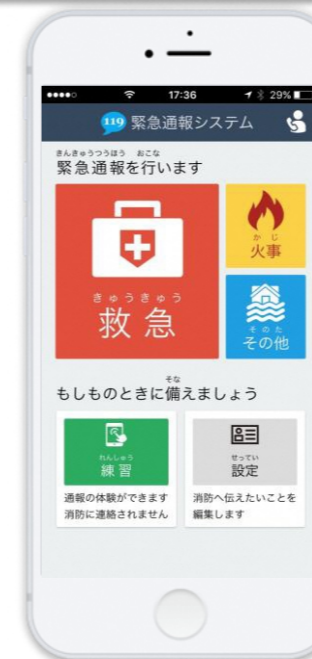 17:36 29%
119 緊急通報システム
きんきゅうつうほう おこな
緊急通報を行います
きゅうきゅう
救急
かじ
火事
そのた
その他
そな
もしものときに備えましょう
れんしゅう
練習
通報の体験ができます
消防に連絡されません
せってい
設定
消防へ伝えたいことを
編集します